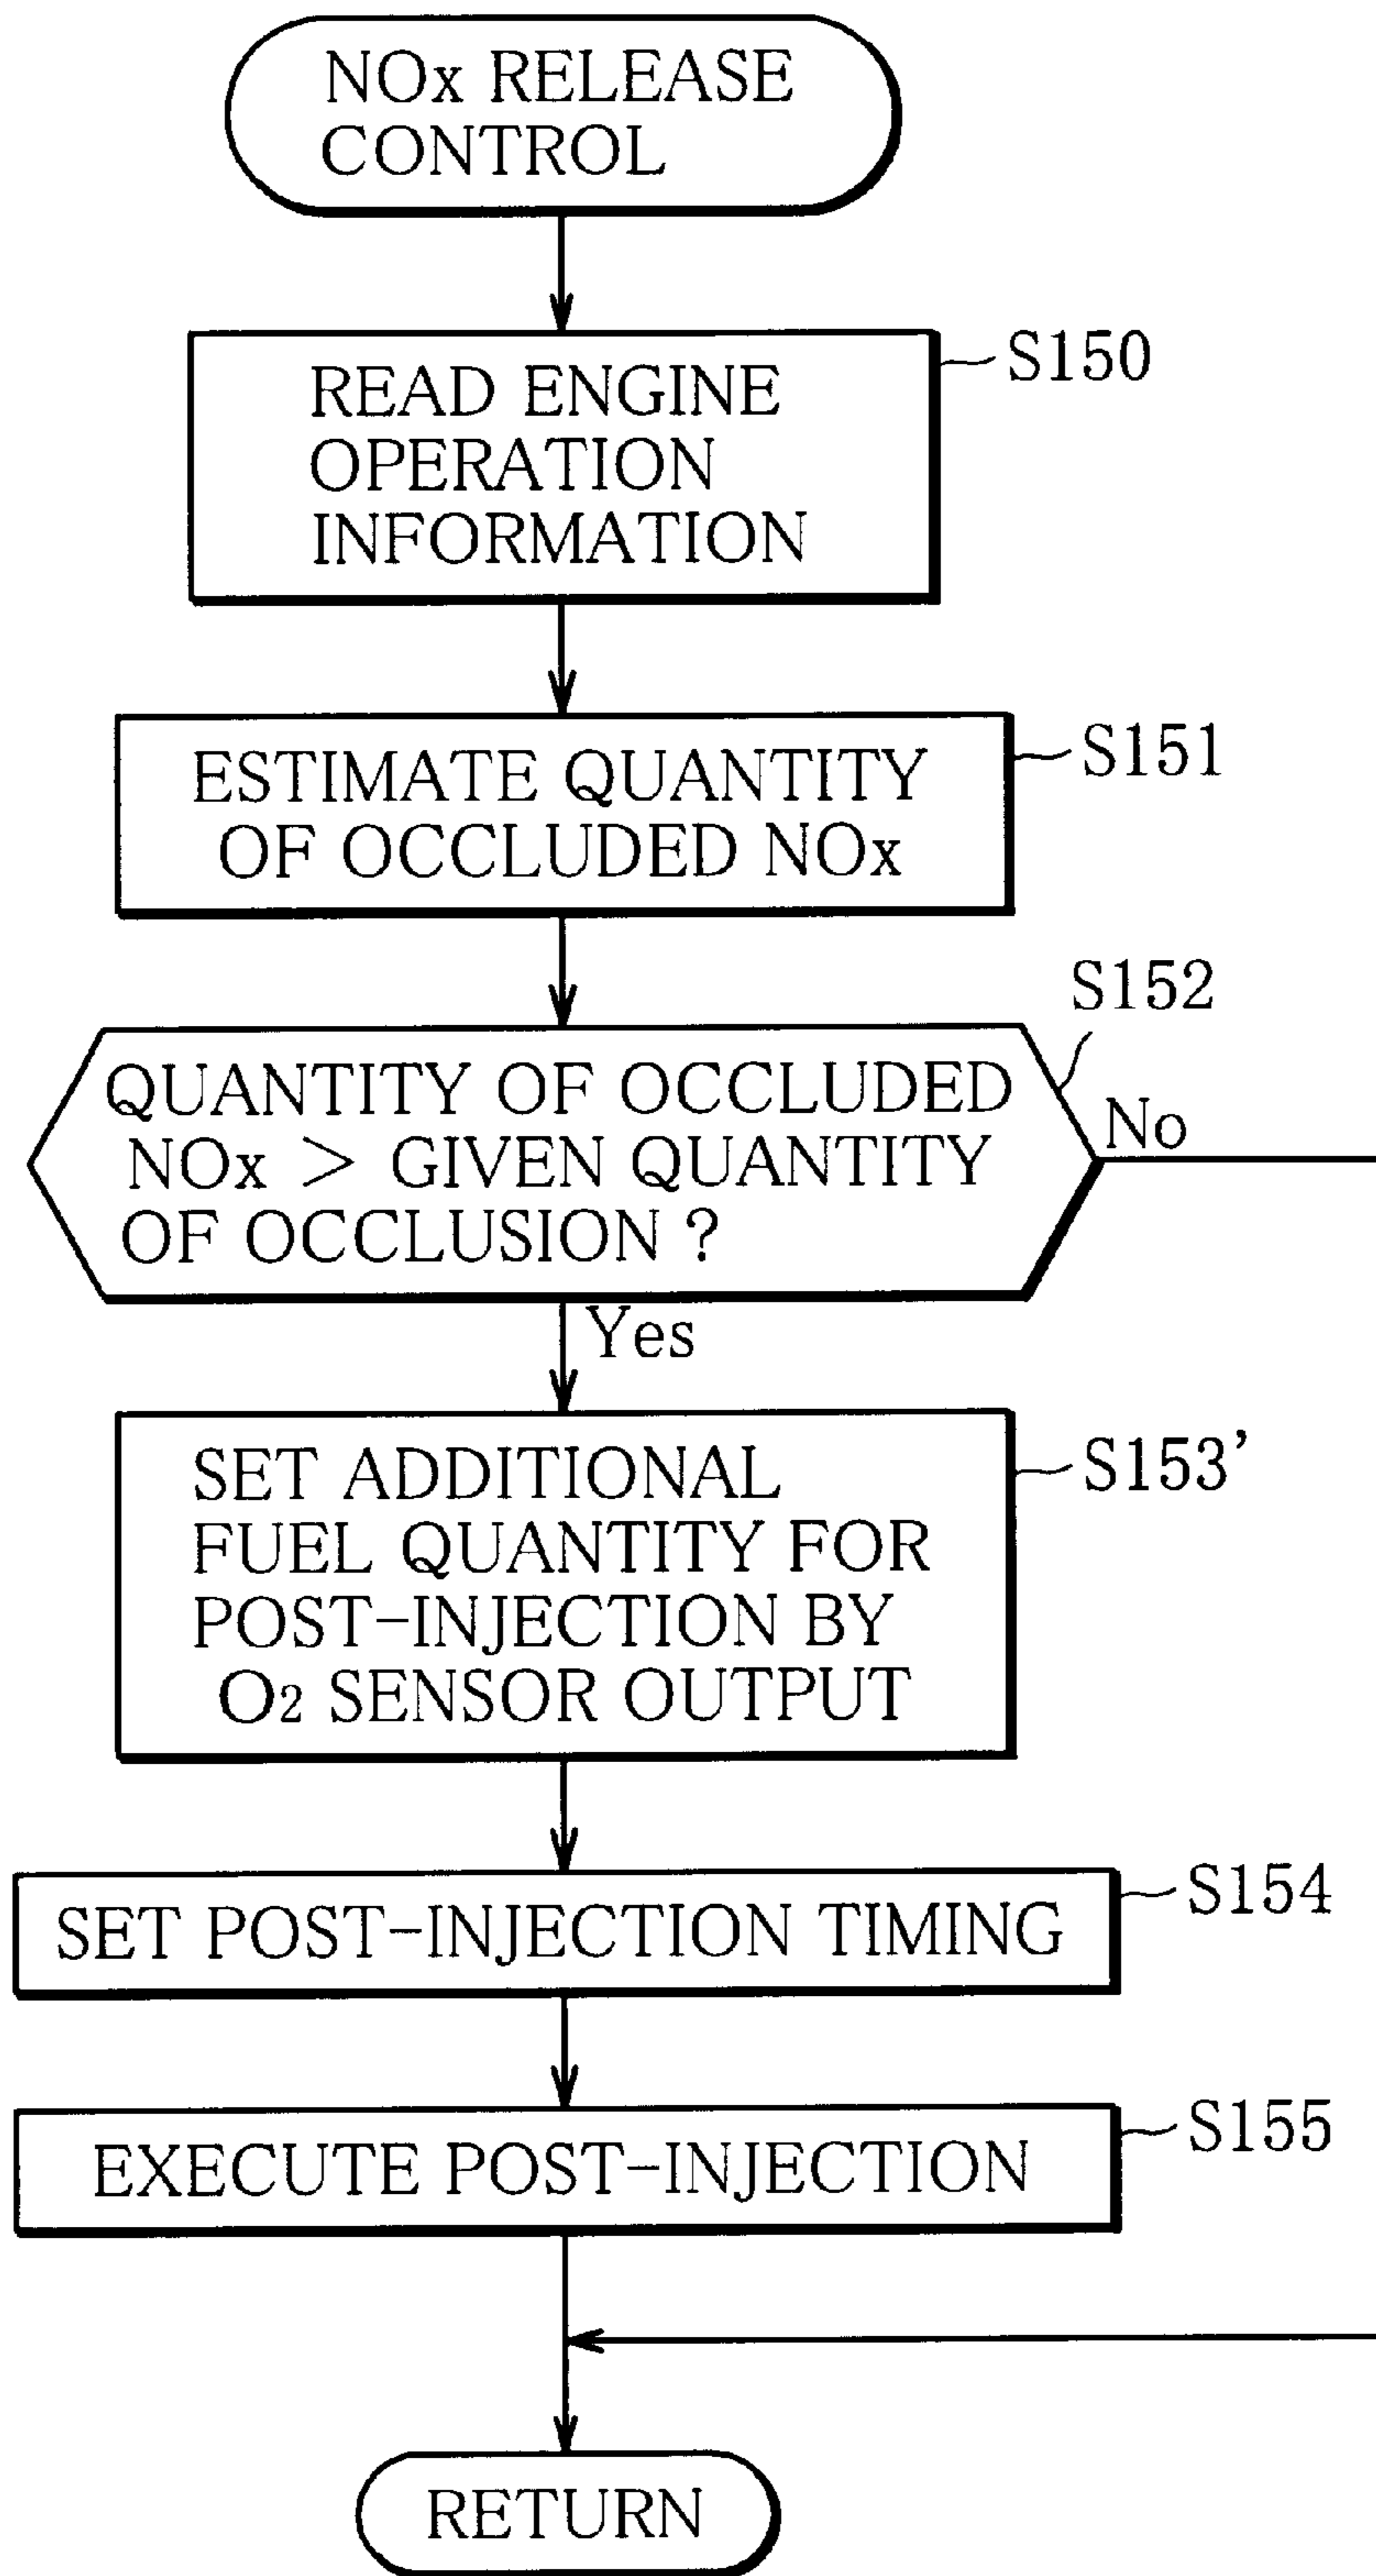 NOx RELEASE
CONTROL
S150
READ ENGINE
OPERATION
INFORMATION
S151
ESTIMATE QUANTITY
OF OCCLUDED NOx
S152
QUANTITY OF OCCLUDED
NOx > GIVEN QUANTITY
OF OCCLUSION ?
No
Yes
S153'
SET ADDITIONAL
FUEL QUANTITY FOR
POST-INJECTION BY
O2 SENSOR OUTPUT
S154
SET POST-INJECTION TIMING
S155
EXECUTE POST-INJECTION
RETURN